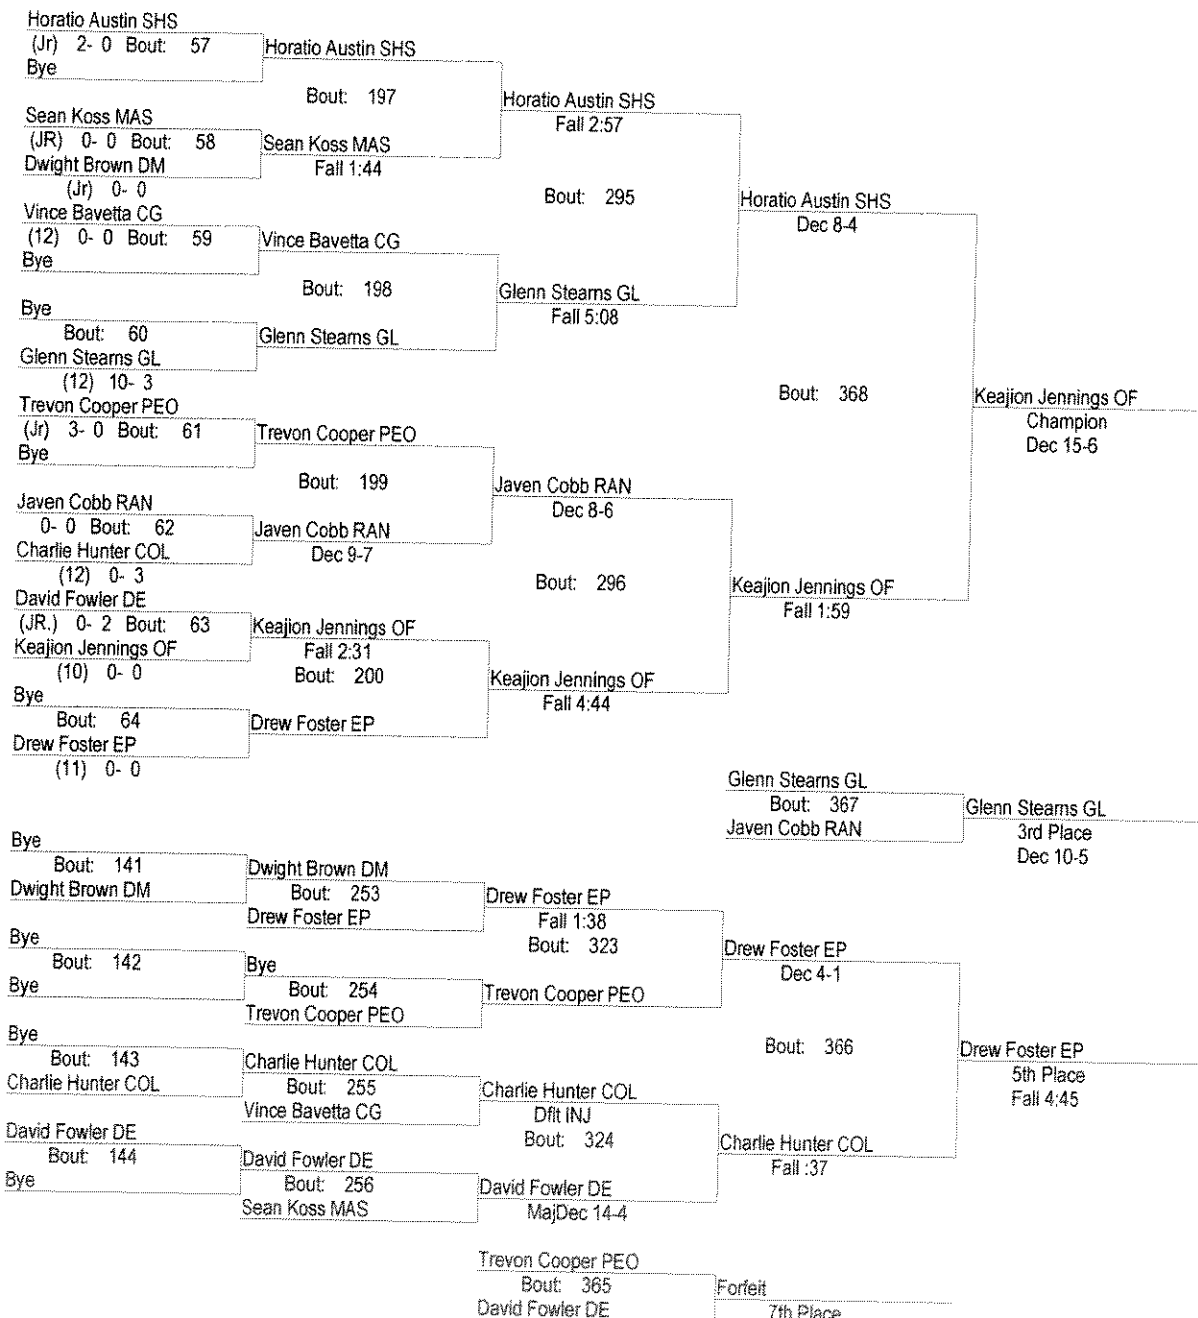 Horatio Austin SHS
(Jr) 2- 0 Bout: 57
Bye
Horatio Austin SHS
Bout: 197
Sean Koss MAS
(JR) 0- 0 Bout: 58
Dwight Brown DM
(Jr) 0- 0
Sean Koss MAS
Fall 1:44
Horatio Austin SHS
Fall 2:57
Bout: 295
Vince Bavetta CG
(12) 0- 0 Bout: 59
Bye
Vince Bavetta CG
Bout: 198
Bye
Bout: 60
Glenn Stearns GL
(12) 10- 3
Glenn Stearns GL
Glenn Stearns GL
Fall 5:08
Horatio Austin SHS
Dec 8-4
Bout: 368
Trevon Cooper PEO
(Jr) 3- 0 Bout: 61
Bye
Trevon Cooper PEO
Bout: 199
Javen Cobb RAN
0- 0 Bout: 62
Charlie Hunter COL
(12) 0- 3
Javen Cobb RAN
Dec 9-7
Javen Cobb RAN
Dec 8-6
Bout: 296
David Fowler DE
(JR.) 0- 2 Bout: 63
Keajion Jennings OF
(10) 0- 0
Keajion Jennings OF
Fall 2:31
Bout: 200
Bye
Bout: 64
Drew Foster EP
(11) 0- 0
Drew Foster EP
Keajion Jennings OF
Fall 4:44
Keajion Jennings OF
Fall 1:59
Keajion Jennings OF
Champion
Dec 15-6
Glenn Stearns GL
Bout: 367
Javen Cobb RAN
Glenn Stearns GL
3rd Place
Dec 10-5
Bye
Bout: 141
Dwight Brown DM
Dwight Brown DM
Bout: 253
Drew Foster EP
Drew Foster EP
Fall 1:38
Bout: 323
Bye
Bout: 142
Bye
Bye
Bout: 254
Trevon Cooper PEO
Trevon Cooper PEO
Drew Foster EP
Dec 4-1
Bout: 366
Bye
Bout: 143
Charlie Hunter COL
Charlie Hunter COL
Bout: 255
Vince Bavetta CG
Charlie Hunter COL
Dflt INJ
Bout: 324
David Fowler DE
Bout: 144
Bye
David Fowler DE
Bout: 256
Sean Koss MAS
David Fowler DE
MajDec 14-4
Charlie Hunter COL
Fall :37
Drew Foster EP
5th Place
Fall 4:45
Trevon Cooper PEO
Bout: 365
David Fowler DE
Forfeit
7th Place